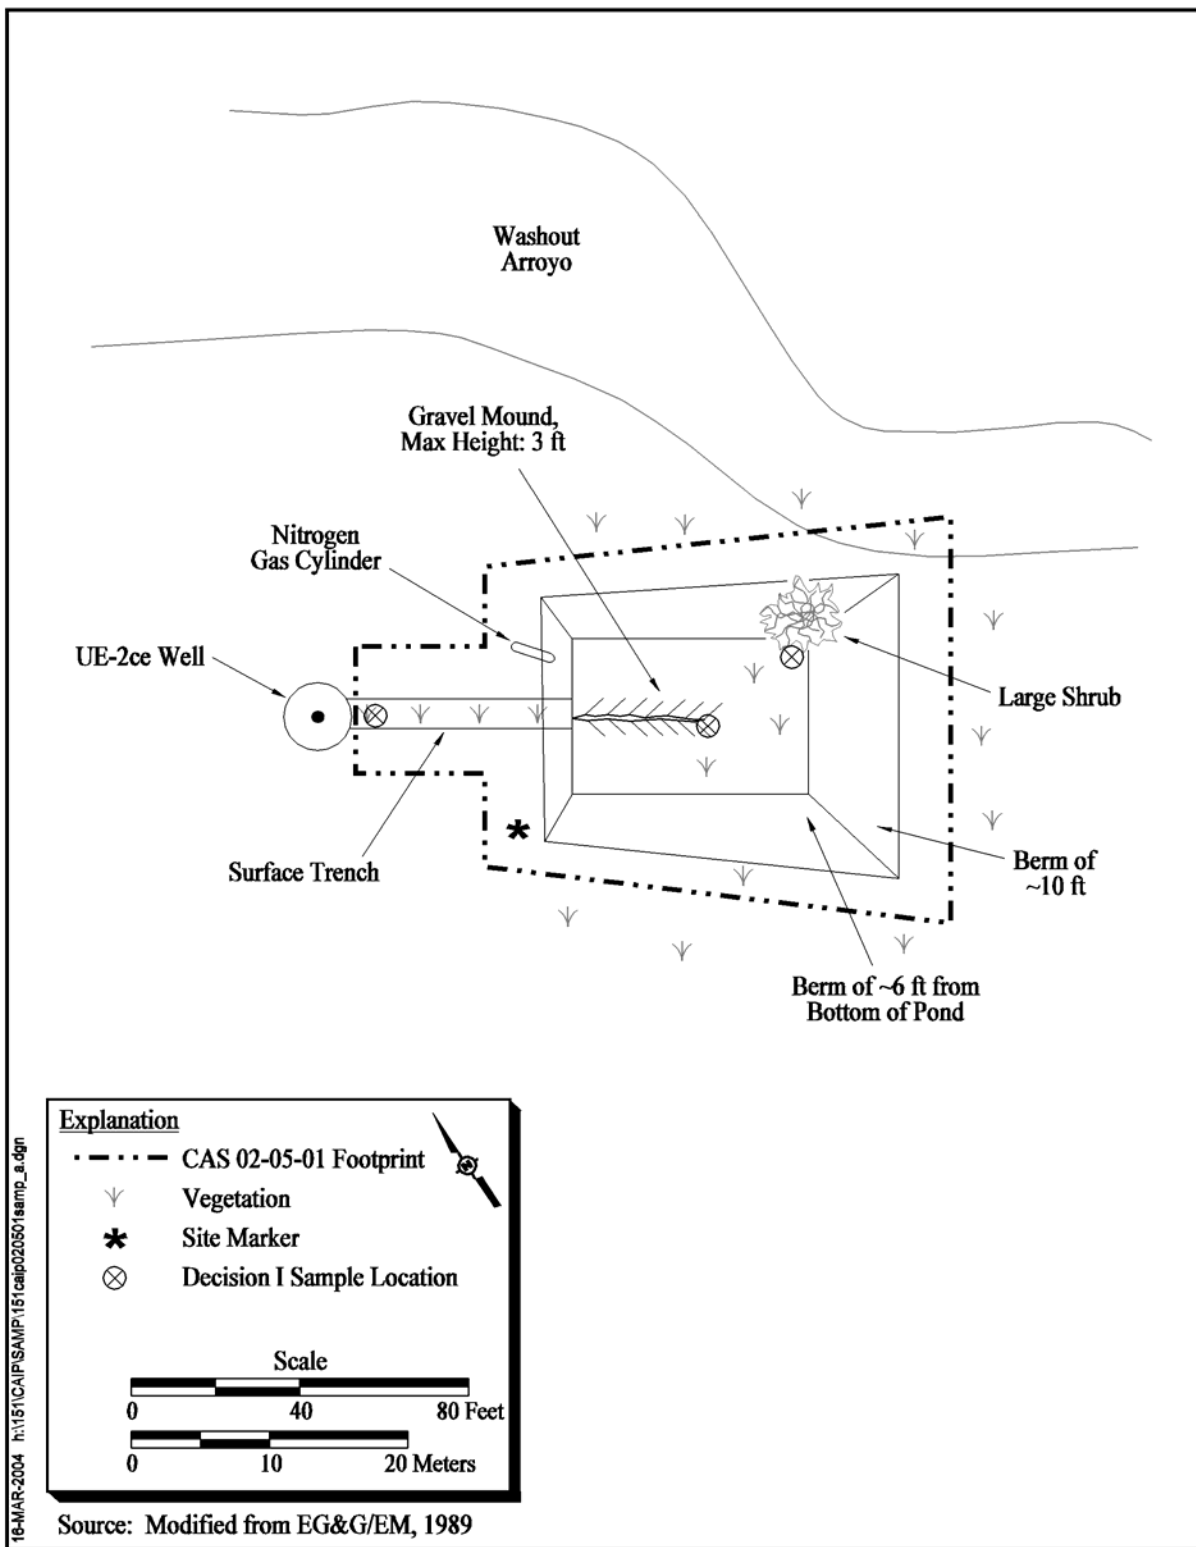 Washout
Arroyo
Gravel Mound,
Max Height: 3 ft
Nitrogen
Gas Cylinder
UE-2ce Well
Large Shrub
Surface Trench
Berm of
~10 ft
Berm of ~6 ft from
Bottom of Pond
Explanation
CAS 02-05-01 Footprint
Vegetation
Site Marker
Decision I Sample Location
N
Scale
0 40 80 Feet
0 10 20 Meters
Source: Modified from EG&G/EM, 1989
16-MAR-2004 h:\151\CAIP\SAMP\151caip020501samp_a.dgn